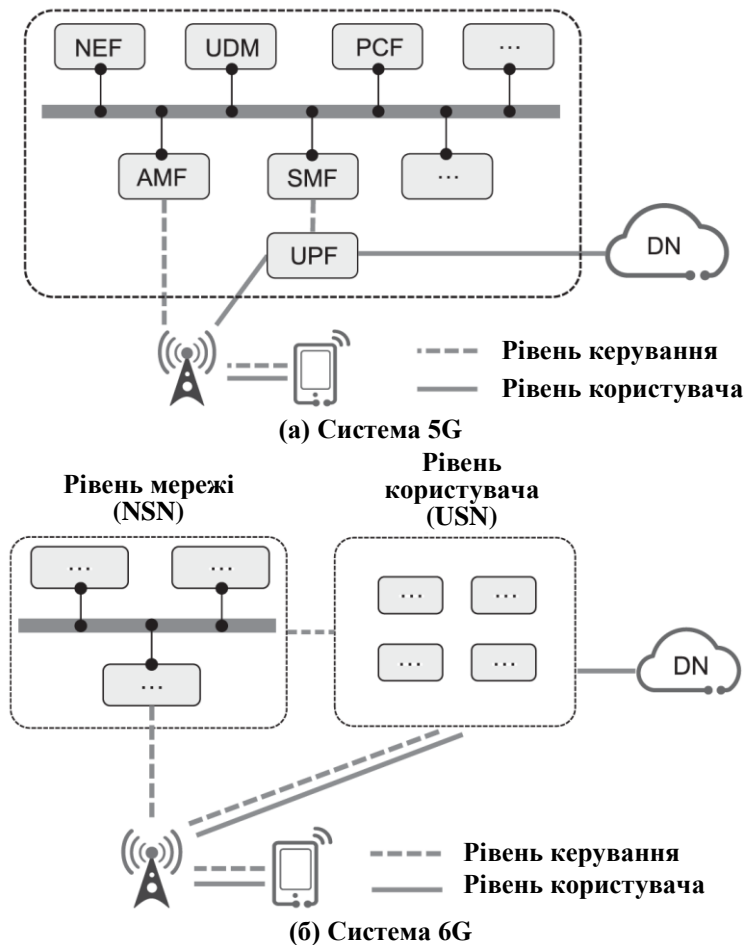 NEF UDM PCF ...
AMF SMF ...
UPF
DN
Рівень керування
Рівень користувача
(а) Система 5G
Рівень мережі
(NSN)
Рівень
користувача
(USN)
... ...
...
... ...
... ...
DN
Рівень керування
Рівень користувача
(б) Система 6G